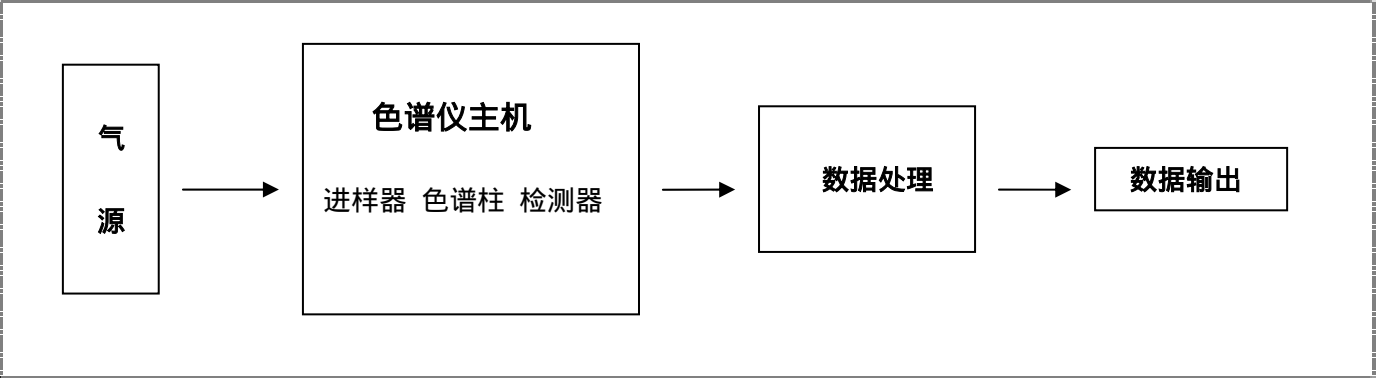 气
源
色谱仪主机
进样器 色谱柱 检测器
数据处理
数据输出